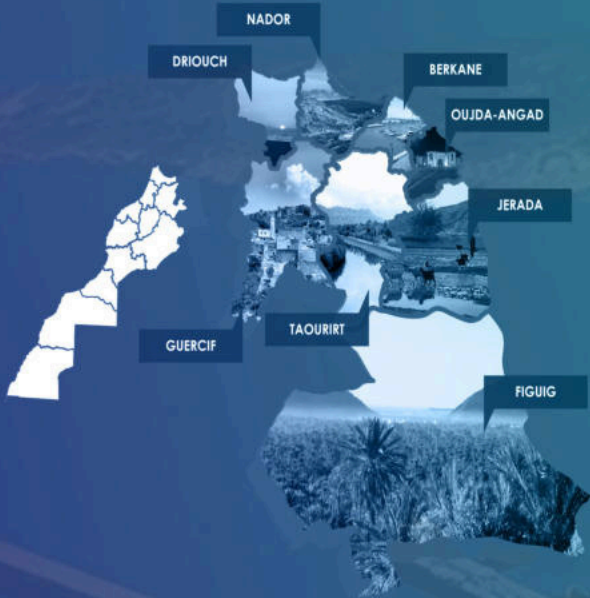 NADOR
DRIOUCH
BERKANE
OUJDA-ANGAD
JERADA
TAOURIRT
GUERCIF
FIGUIG